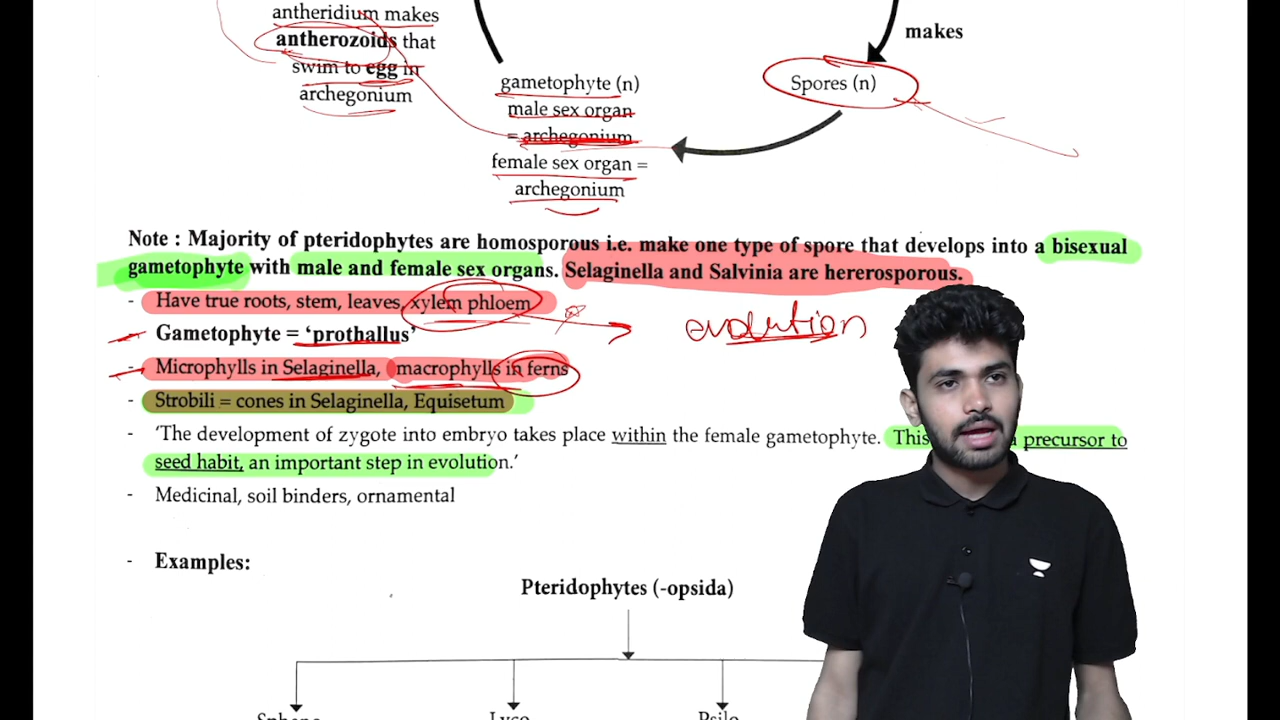 antheridium makes
antherozoids that
swim to egg in
archegonium
makes
Spores (n)
gametophyte (n)
male sex organ
= archegonium
female sex organ =
archegonium
Note : Majority of pteridophytes are homosporous i.e. make one type of spore that develops into a bisexual
gametophyte with male and female sex organs. Selaginella and Salvinia are hererosporous.
- Have true roots, stem, leaves, xylem phloem
evolution
- Gametophyte = 'prothallus'
- Microphylls in Selaginella, macrophylls in ferns
- Strobili = cones in Selaginella, Equisetum
- 'The development of zygote into embryo takes place within the female gametophyte. This precursor to
seed habit, an important step in evolution.'
- Medicinal, soil binders, ornamental
- Examples:
Pteridophytes (-opsida)
Spheno Lyco Psilo